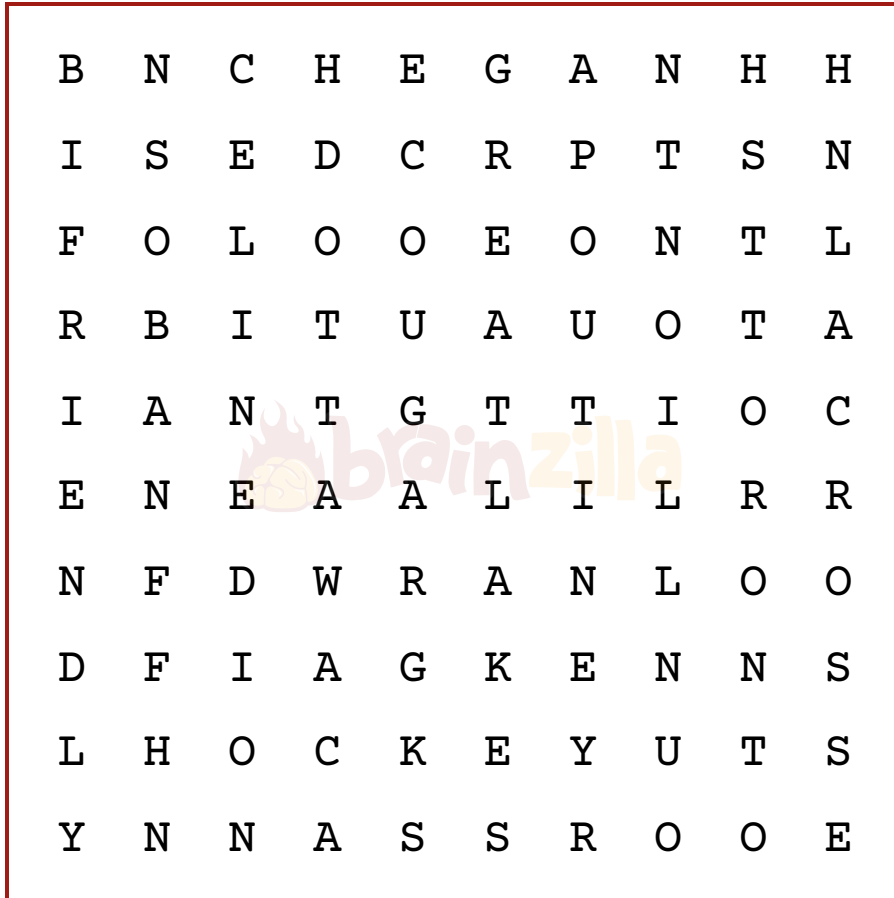 B N C H E G A N H H
I S E D C R P T S N
F O L O O E O N T L
R B I T U A U O T A
I A N T G T T I O C
E N E A A L I L R R
N F D W R A N L O O
D F I A G K E N N S
L H O C K E Y U T S
Y N N A S S R O O E
brainzilla